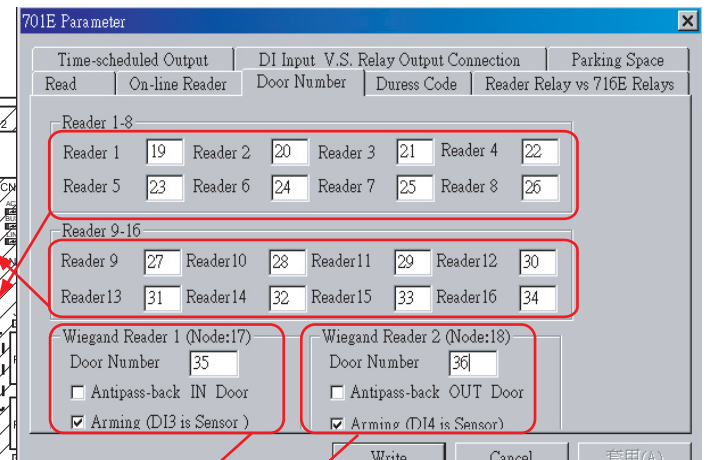 701E Parameter
Time-scheduled Output DI Input V.S. Relay Output Connection Parking Space
Read On-line Reader Door Number Duress Code Reader Relay vs 716E Relays
Reader 1-8
Reader 1 19 Reader 2 20 Reader 3 21 Reader 4 22
Reader 5 23 Reader 6 24 Reader 7 25 Reader 8 26
Reader 9-16
Reader 9 27 Reader10 28 Reader11 29 Reader12 30
Reader13 31 Reader14 32 Reader15 33 Reader16 34
Wiegand Reader 1 (Node:17) Wiegand Reader 2 (Node:18)
Door Number 35 Door Number 36
Antipass-back IN Door Antipass-back OUT Door
Arming (DI3 is Sensor ) Arming (DI4 is Sensor)
Write Cancel 套用(A)